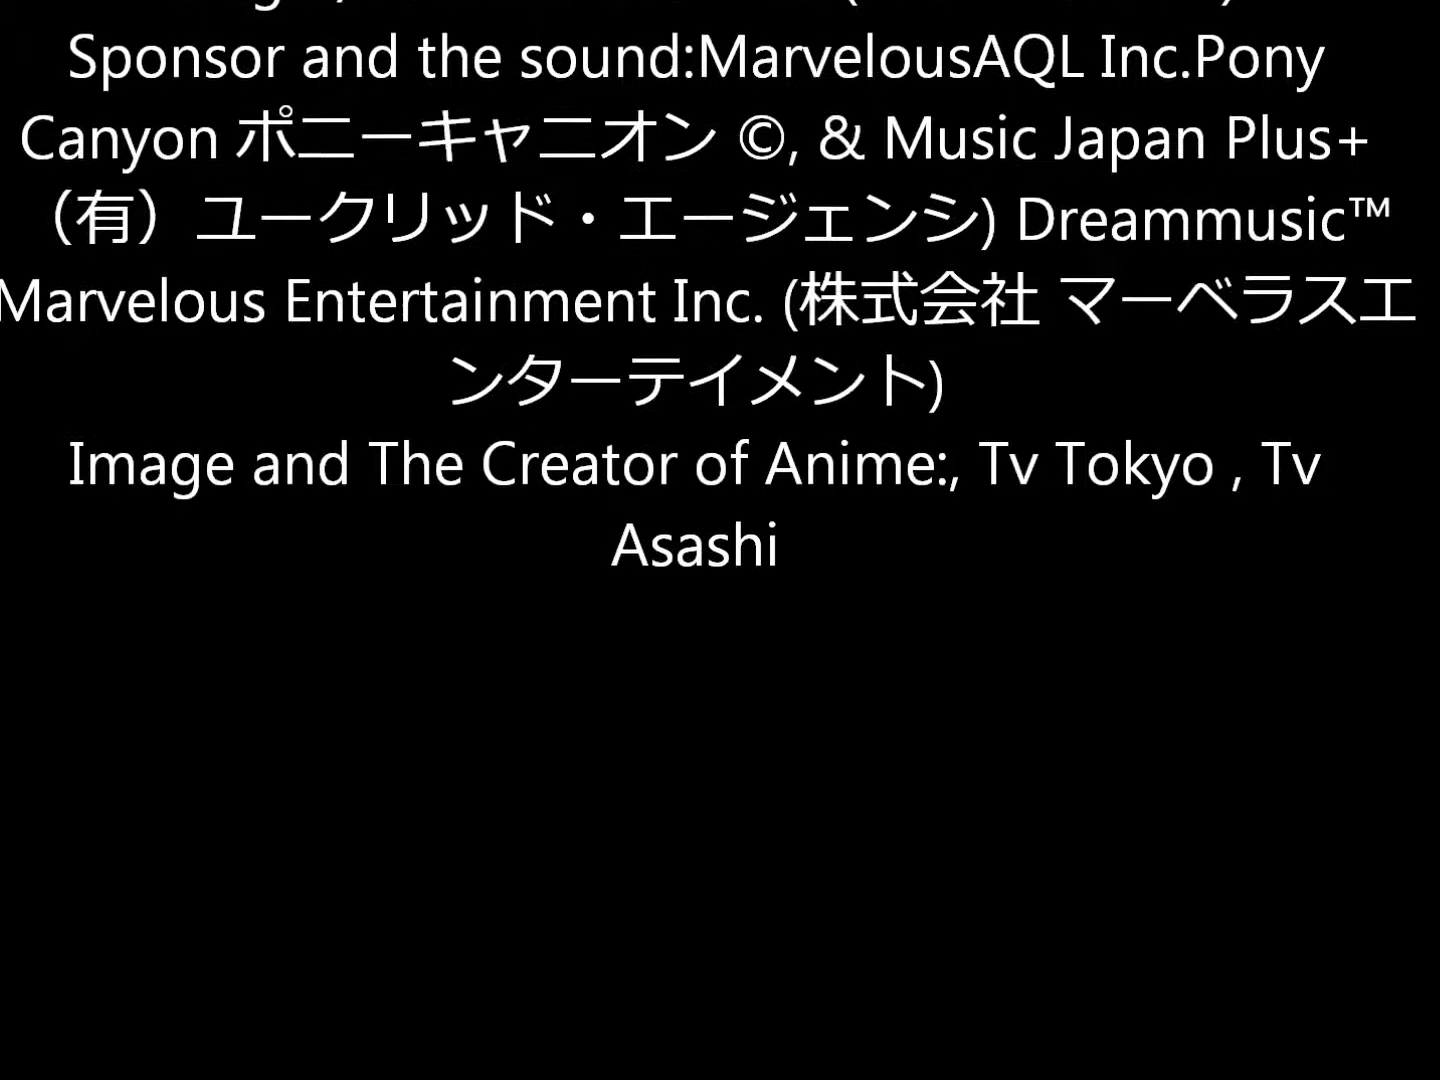 Sponsor and the sound:MarvelousAQL Inc.Pony
Canyon ポニーキャニオン ©, & Music Japan Plus+
（有）ユークリッド・エージェンシ) Dreammusic™
Marvelous Entertainment Inc. (株式会社 マーベラスエ
ンターテイメント)
Image and The Creator of Anime:, Tv Tokyo , Tv
Asashi